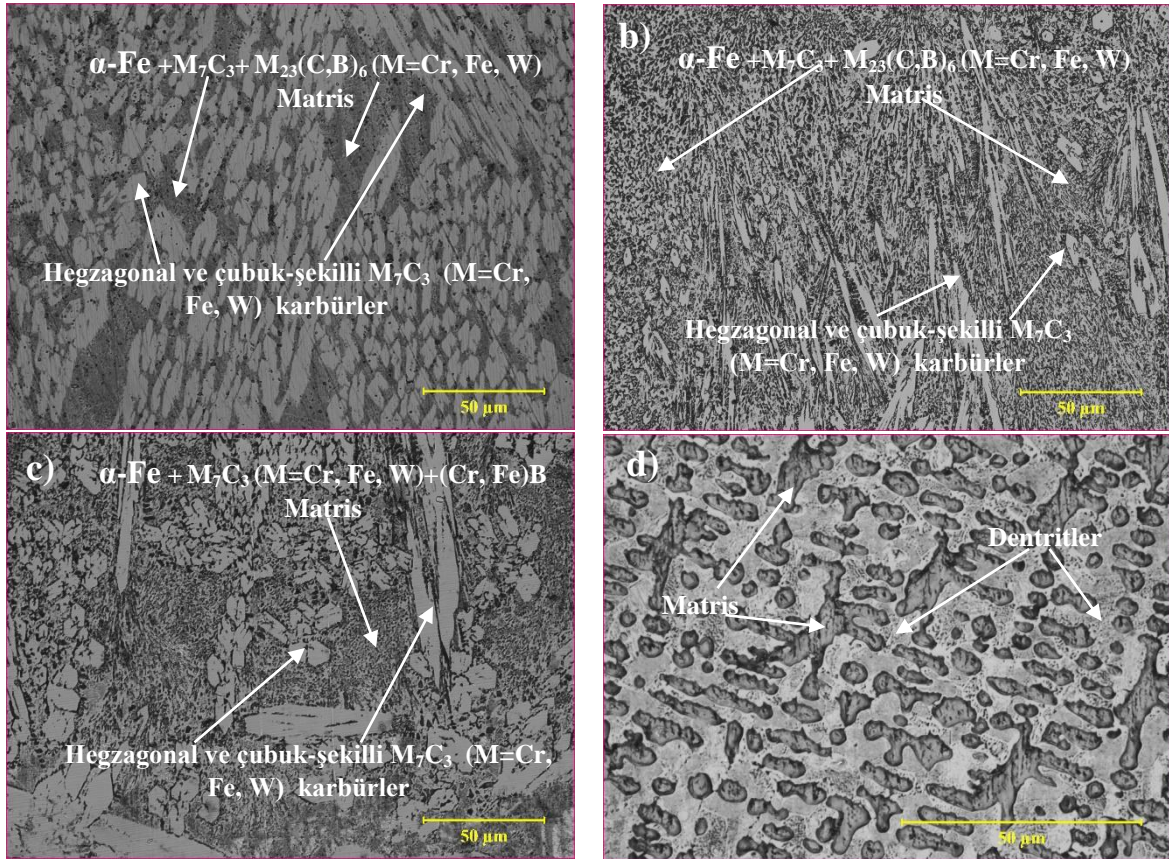 α-Fe +M₇C₃+ M₂₃(C,B)₆ (M=Cr, Fe, W)
Matris
Hegzagonal ve çubuk-şekilli M₇C₃ (M=Cr,
Fe, W) karbürler
50 µm
b)
α-Fe +M₇C₃+ M₂₃(C,B)₆ (M=Cr, Fe, W)
Matris
Hegzagonal ve çubuk-şekilli M₇C₃
(M=Cr, Fe, W) karbürler
50 µm
c)
α-Fe + M₇C₃ (M=Cr, Fe, W)+(Cr, Fe)B
Matris
Hegzagonal ve çubuk-şekilli M₇C₃ (M=Cr,
Fe, W) karbürler
50 µm
d)
Dentritler
Matris
50 µm